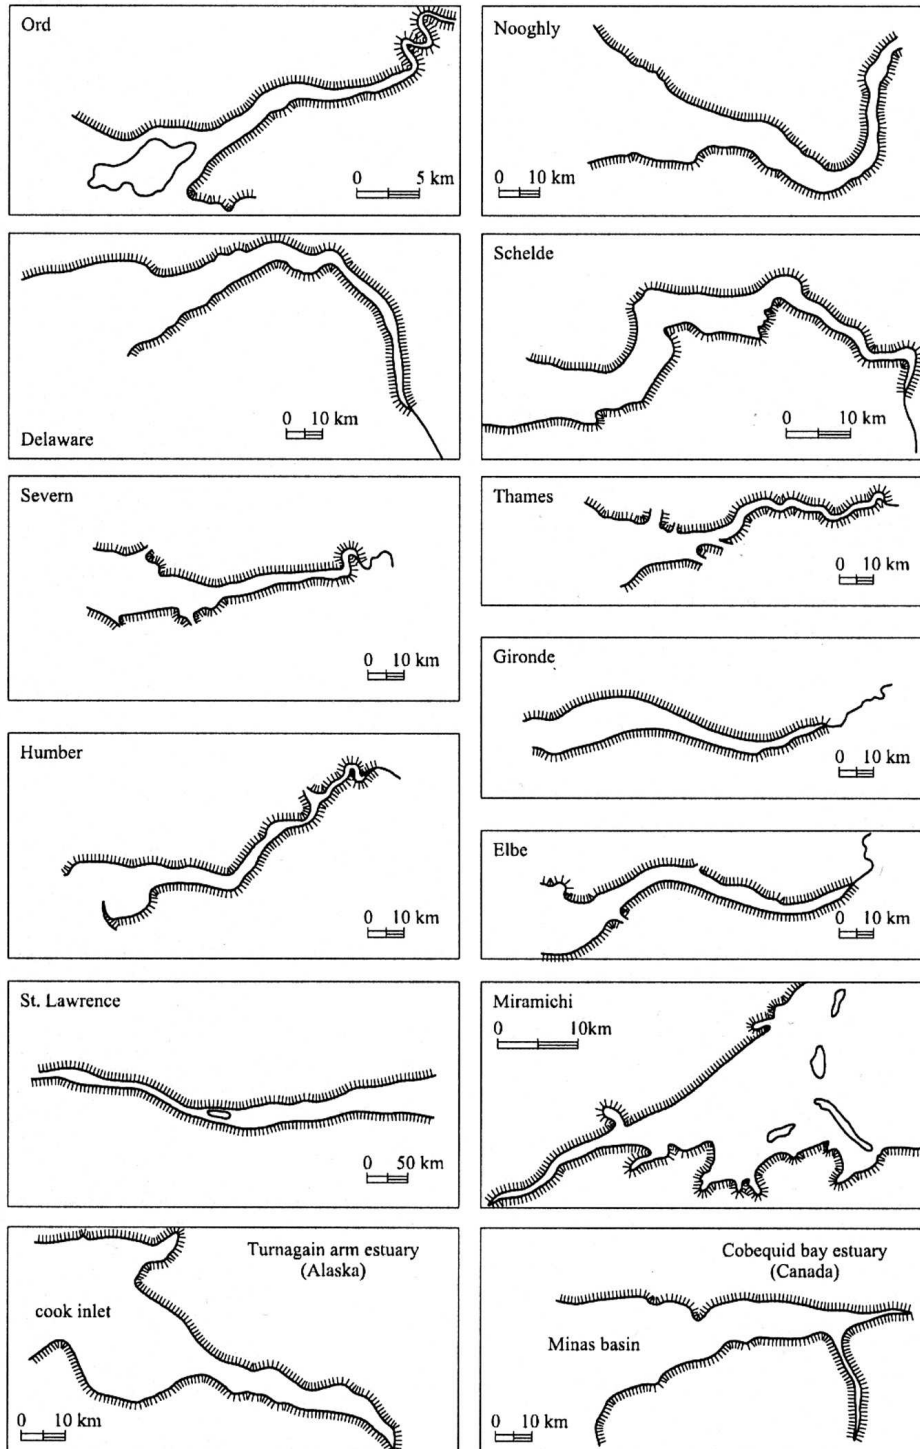 Ord
0 5 km
Nooghly
0 10 km
0 10 km
Delaware
Schelde
0 10 km
Severn
0 10 km
Thames
0 10 km
Gironde
0 10 km
Humber
0 10 km
Elbe
0 10 km
St. Lawrence
0 50 km
Miramichi
0 10km
Turnagain arm estuary
(Alaska)
cook inlet
0 10 km
Cobequid bay estuary
(Canada)
Minas basin
0 10 km